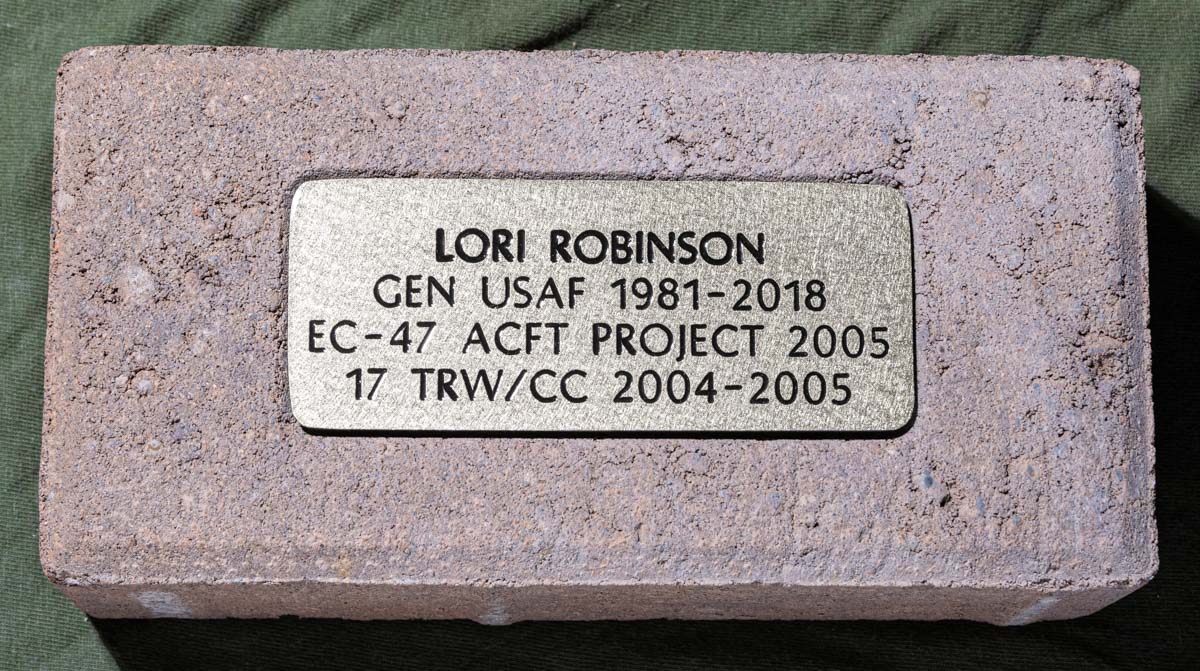 LORI ROBINSON
GEN USAF 1981-2018
EC-47 ACFT PROJECT 2005
17 TRW/CC 2004-2005